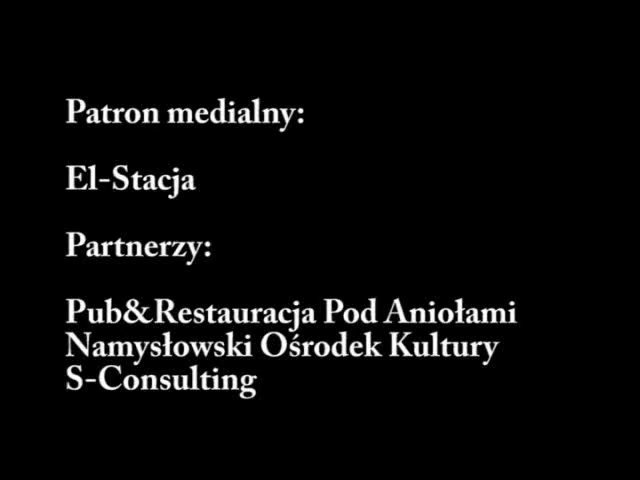 Patron medialny:
El-Stacja
Partnerzy:
Pub&Restauracja Pod Aniołami
Namysłowski Ośrodek Kultury
S-Consulting